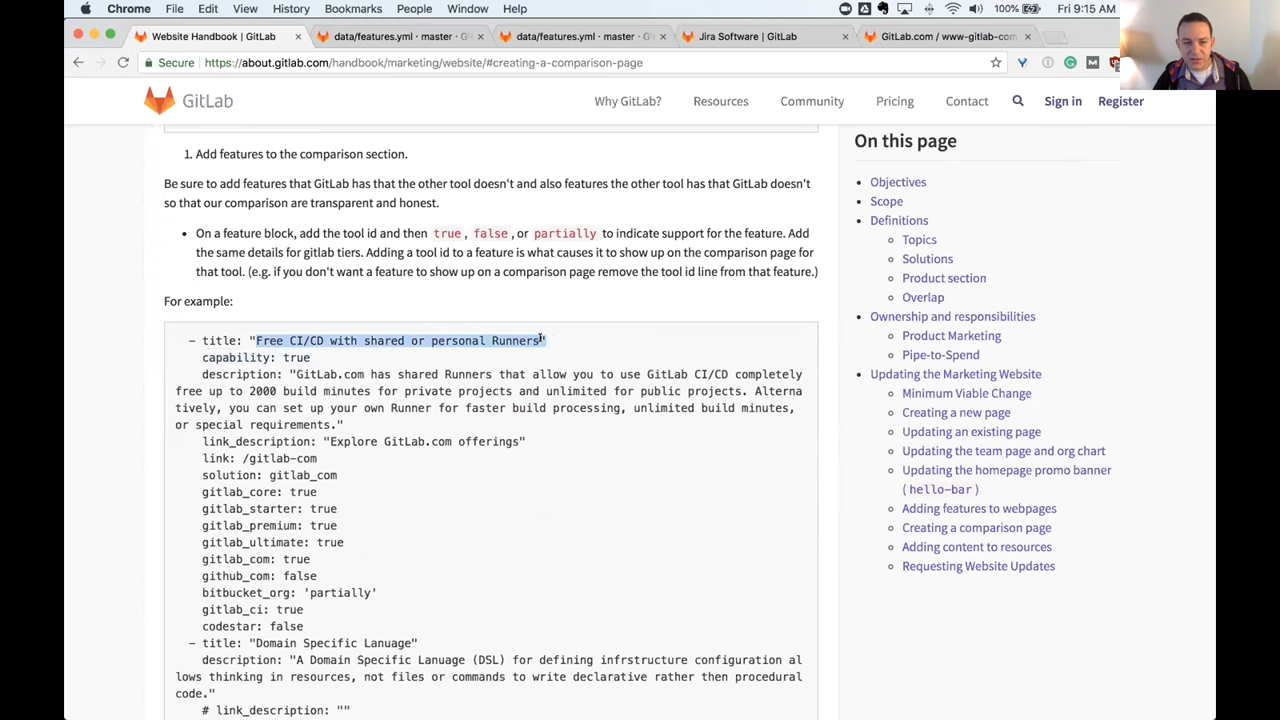 Chrome File Edit View History Bookmarks People Window Help 100% Fri 9:15 AM
Website Handbook | GitLab data/features.yml · master · G data/features.yml · master · G Jira Software | GitLab GitLab.com / www-gitlab-com
Secure https://about.gitlab.com/handbook/marketing/website/#creating-a-comparison-page
GitLab Why GitLab? Resources Community Pricing Contact Sign in Register
1. Add features to the comparison section.
Be sure to add features that GitLab has that the other tool doesn't and also features the other tool has that GitLab doesn't
so that our comparison are transparent and honest.
On a feature block, add the tool id and then true, false, or partially to indicate support for the feature. Add
the same details for gitlab tiers. Adding a tool id to a feature is what causes it to show up on the comparison page for
that tool. (e.g. if you don't want a feature to show up on a comparison page remove the tool id line from that feature.)
For example:
- title: "Free CI/CD with shared or personal Runners"
capability: true
description: "GitLab.com has shared Runners that allow you to use GitLab CI/CD completely
free up to 2000 build minutes for private projects and unlimited for public projects. Alterna
tively, you can set up your own Runner for faster build processing, unlimited build minutes,
or special requirements."
link_description: "Explore GitLab.com offerings"
link: /gitlab-com
solution: gitlab_com
gitlab_core: true
gitlab_starter: true
gitlab_premium: true
gitlab_ultimate: true
gitlab_com: true
github_com: false
bitbucket_org: 'partially'
gitlab_ci: true
codestar: false
- title: "Domain Specific Lanuage"
description: "A Domain Specific Lanuage (DSL) for defining infrstructure configuration al
lows thinking in resources, not files or commands to write declarative rather then procedural
code."
# link_description: ""
On this page
Objectives
Scope
Definitions
Topics
Solutions
Product section
Overlap
Ownership and responsibilities
Product Marketing
Pipe-to-Spend
Updating the Marketing Website
Minimum Viable Change
Creating a new page
Updating an existing page
Updating the team page and org chart
Updating the homepage promo banner
(hello-bar)
Adding features to webpages
Creating a comparison page
Adding content to resources
Requesting Website Updates